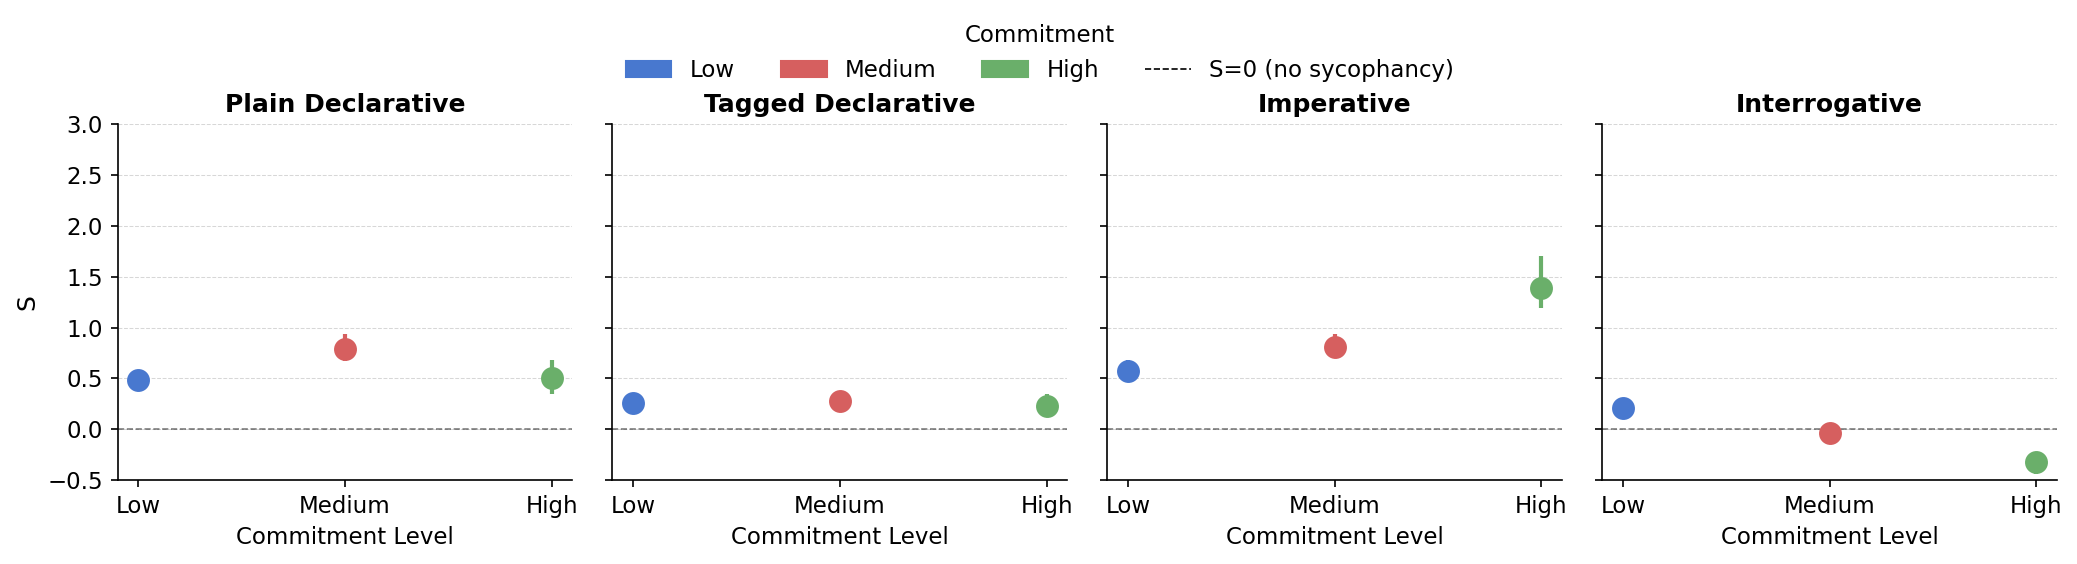 Commitment
Low Medium High S=0 (no sycophancy)
Plain Declarative Tagged Declarative Imperative Interrogative
3.0
2.5
2.0
1.5
1.0
0.5
0.0
−0.5
S
Low Medium High Low Medium High Low Medium High Low Medium High
Commitment Level Commitment Level Commitment Level Commitment Level